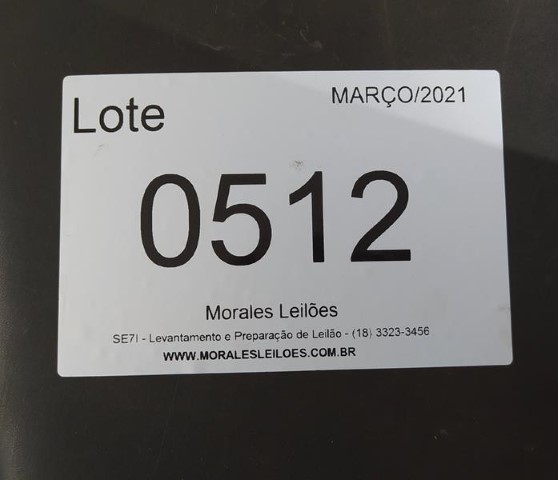 MARÇO/2021
Lote
0512
Morales Leilões
SE7I - Levantamento e Preparação de Leilão - (18) 3323-3456
WWW.MORALESLEILOES.COM.BR